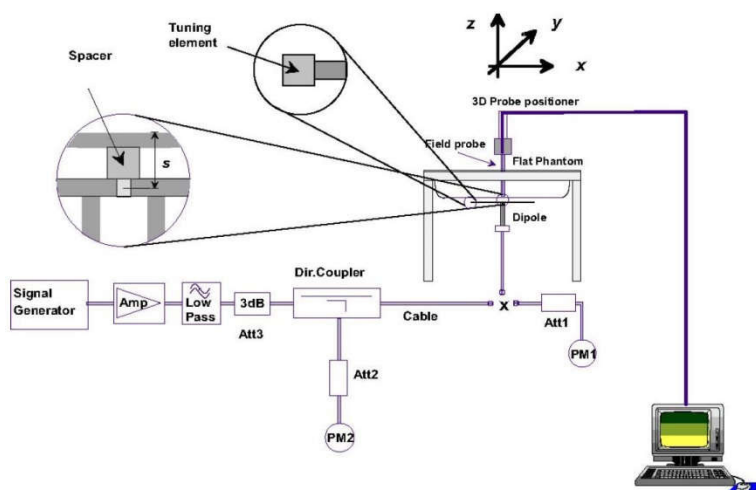 Tuning
element
Spacer
s
z
y
x
3D Probe positioner
Field probe
Flat Phantom
Dipole
Dir.Coupler
Signal
Generator
Amp
Low
Pass
3dB
Att3
Cable
x
Att1
PM1
Att2
PM2